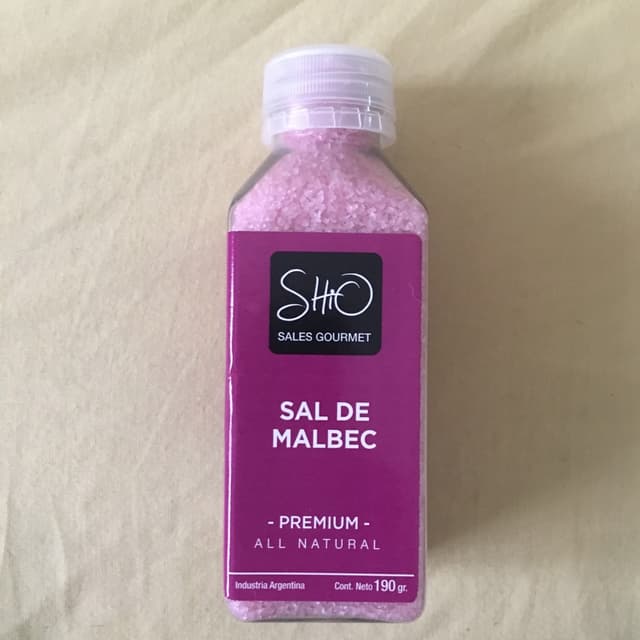 SHiO
SALES GOURMET
SAL DE
MALBEC
- PREMIUM -
ALL NATURAL
Industria Argentina Cont. Neto 190 gr.